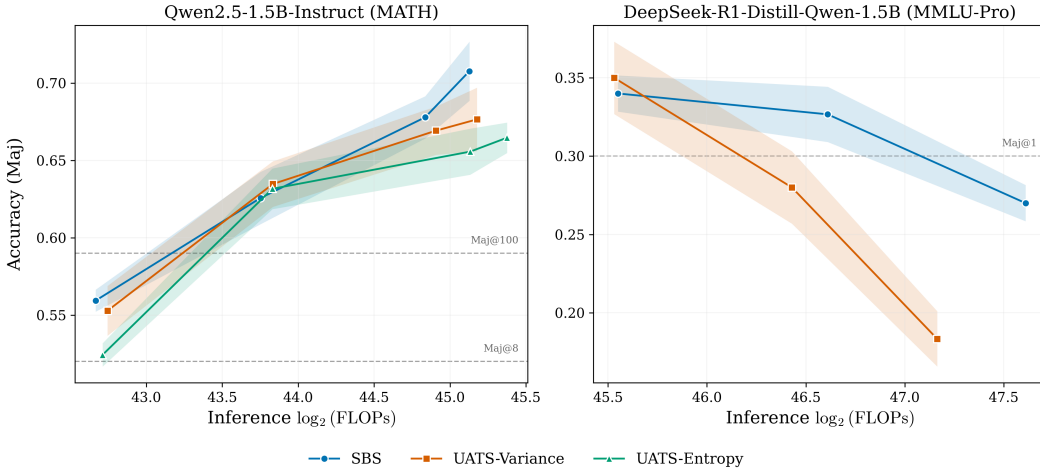 Qwen2.5-1.5B-Instruct (MATH)
Accuracy (Maj)
0.70
0.65
0.60
0.55
Maj@100
Maj@8
43.0
43.5
44.0
44.5
45.0
45.5
Inference log₂ (FLOPs)
DeepSeek-R1-Distill-Qwen-1.5B (MMLU-Pro)
0.35
0.30
0.25
0.20
Maj@1
45.5
46.0
46.5
47.0
47.5
Inference log₂ (FLOPs)
SBS
UATS-Variance
UATS-Entropy